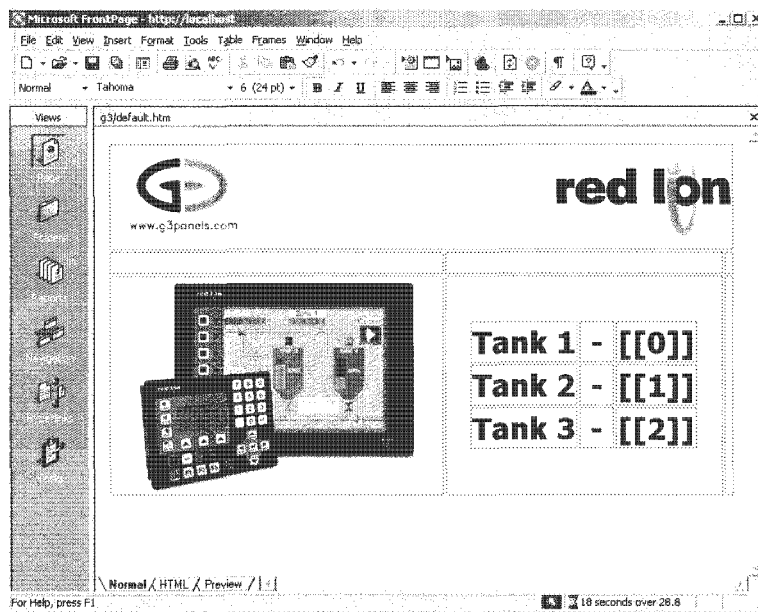 Microsoft FrontPage - http://localhost
File Edit View Insert Format Tools Table Frames Window Help
Normal Tahoma 6 (24 pt) B I U A
Views g3/default.htm
www.g3panels.com
red lion
Reports
Tank 1 - [[0]]
Tank 2 - [[1]]
Tank 3 - [[2]]
Normal HTML Preview
For Help, press F1
18 seconds over 28.8